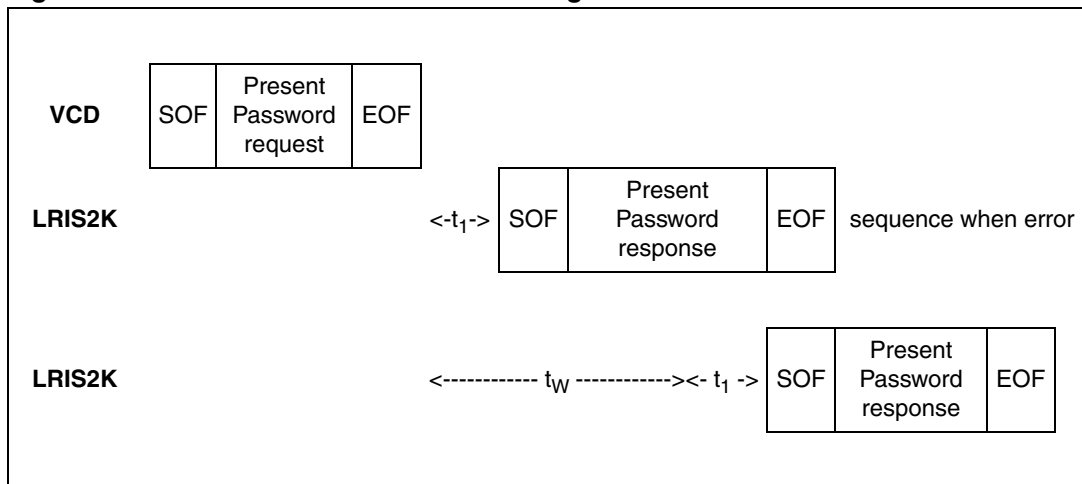 VCD SOF Present Password request EOF
LRIS2K <-t1-> SOF Present Password response EOF sequence when error
LRIS2K <------------ tW ------------><- t1 -> SOF Present Password response EOF